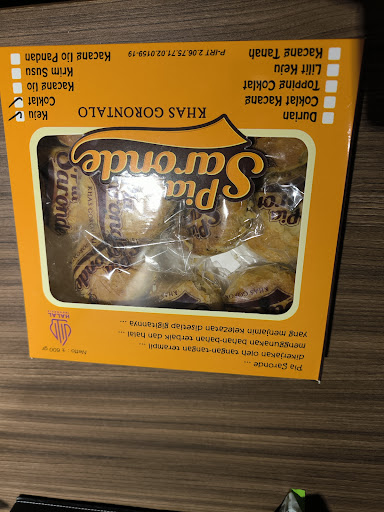 Pia Saronde ...
dikerjakan oleh tangan-tangan terampil ...
menggunakan bahan-bahan terbaik dan halal
yang menjamin kelezatan disetiap gigitannya ...
Netto : ± 600 gr
HALAL
Pia
Saronde
KHAS GORONTALO
Durian
Coklat Kacang
Topping Coklat
Lilit Keju
Kacang Tanah
Keju
Coklat
Kacang Ijo
Krim Susu
Kacang Ijo Pandan
P-IRT 2.06.75.71.02.0159-19